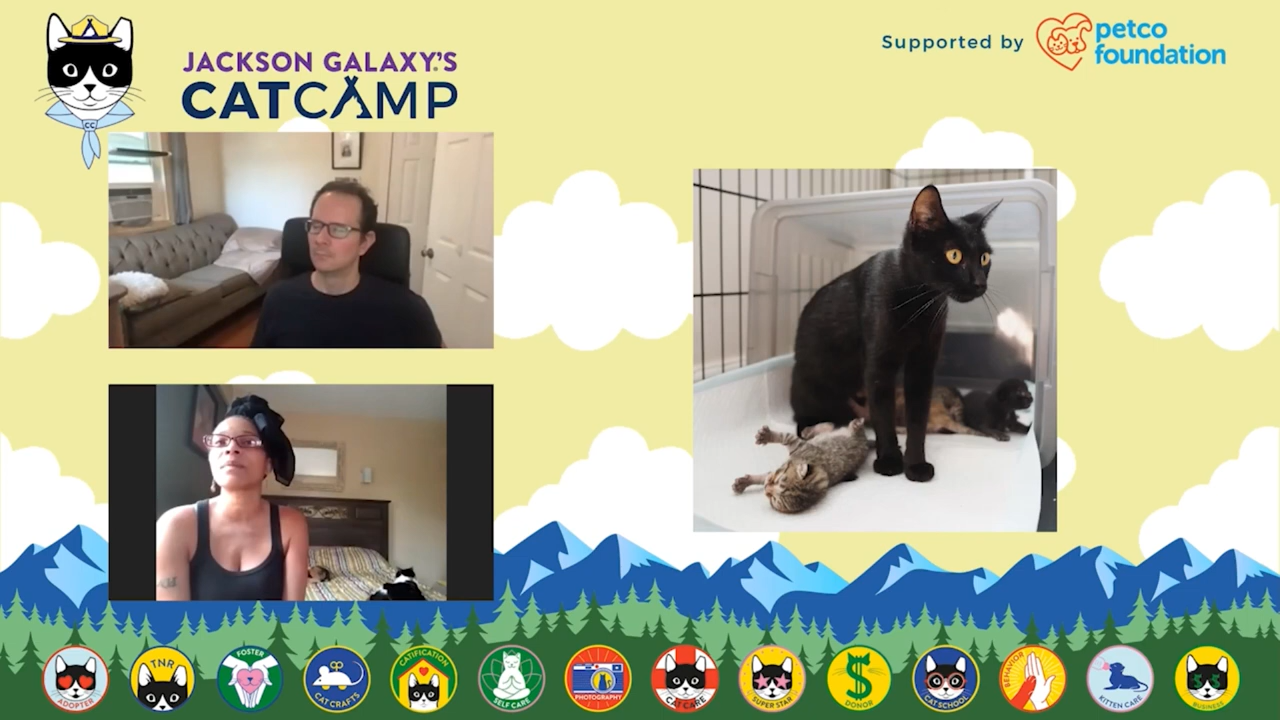 JACKSON GALAXY'S
CATCAMP
CC
Supported by
petco
foundation
ADOPTER
TNR
FOSTER
CAT CRAFTS
CATIFICATION
SELF CARE
PHOTOGRAPHY
CAT CARE
SUPER STAR
DONOR
CAT SCHOOL
BEHAVIOR
KITTEN CARE
BUSINESS